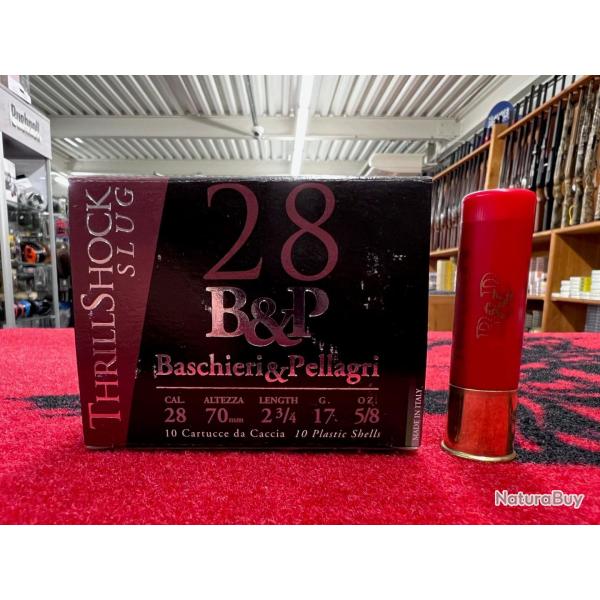 Bushnell
THRILLSHOCK
SLUG
28
B&P
Baschieri&Pellagri
CAL. ALTEZZA LENGTH G. OZ.
28 70mm 2 3/4 17 5/8
10 Cartucce da Caccia 10 Plastic Shells
MADE IN ITALY
B&P
NaturaBuy